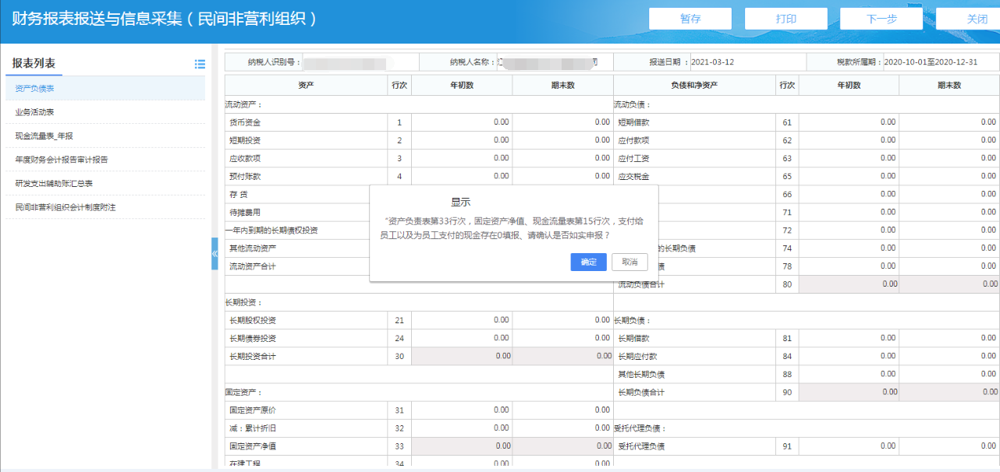 财务报表报送与信息采集（民间非营利组织）
暂存 打印 下一步 关闭
报表列表
资产负债表
业务活动表
现金流量表_年报
年度财务会计报告审计报告
研发支出辅助账汇总表
民间非营利组织会计制度附注
纳税人识别号： 纳税人名称： 报送日期：2021-03-12 税款所属期：2020-10-01至2020-12-31
资产 行次 年初数 期末数 负债和净资产 行次 年初数 期末数
流动资产： 流动负债：
货币资金 1 0.00 0.00 短期借款 61 0.00 0.00
短期投资 2 0.00 0.00 应付款项 62 0.00 0.00
应收款项 3 0.00 0.00 应付工资 63 0.00 0.00
预付账款 4 0.00 0.00 应交税金 65 0.00 0.00
存 货 66 0.00 0.00
待摊费用 71 0.00 0.00
一年内到期的长期债权投资 72 0.00 0.00
其他流动资产 的长期负债 74 0.00 0.00
流动资产合计 债 78 0.00 0.00
流动负债合计 80 0.00 0.00
显示
“资产负责表第33行次，固定资产净值、现金流量表第15行次，支付给
员工以及为员工支付的现金存在0填报、请确认是否如实申报？
确定 取消
长期投资：
长期股权投资 21 0.00 0.00 长期负债：
长期债券投资 24 0.00 0.00 长期借款 81 0.00 0.00
长期投资合计 30 0.00 0.00 长期应付款 84 0.00 0.00
其他长期负债 88 0.00 0.00
固定资产： 长期负债合计 90 0.00 0.00
固定资产原价 31 0.00 0.00
减：累计折旧 32 0.00 0.00 受托代理负债：
固定资产净值 33 0.00 0.00 受托代理负债 91 0.00 0.00
在建工程 34 0.00 0.00